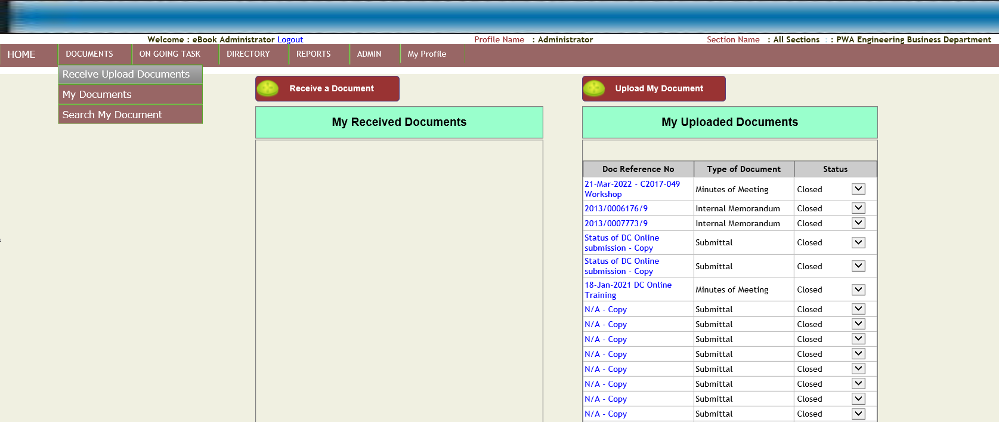 Welcome : eBook Administrator Logout Profile Name : Administrator Section Name : All Sections : : PWA Engineering Business Department
HOME DOCUMENTS ON GOING TASK DIRECTORY REPORTS ADMIN My Profile
Receive Upload Documents
My Documents
Search My Document
Receive a Document
Upload My Document
My Received Documents
My Uploaded Documents
Doc Reference No Type of Document Status
21-Mar-2022 - C2017-049
Workshop
Minutes of Meeting Closed
2013/0006176/9 Internal Memorandum Closed
2013/0007773/9 Internal Memorandum Closed
Status of DC Online
submission - Copy
Submittal Closed
Status of DC Online
submission - Copy
Submittal Closed
18-Jan-2021 DC Online
Training
Minutes of Meeting Closed
N/A - Copy Submittal Closed
N/A - Copy Submittal Closed
N/A - Copy Submittal Closed
N/A - Copy Submittal Closed
N/A - Copy Submittal Closed
N/A - Copy Submittal Closed
N/A - Copy Submittal Closed
N/A - Copy Submittal Closed